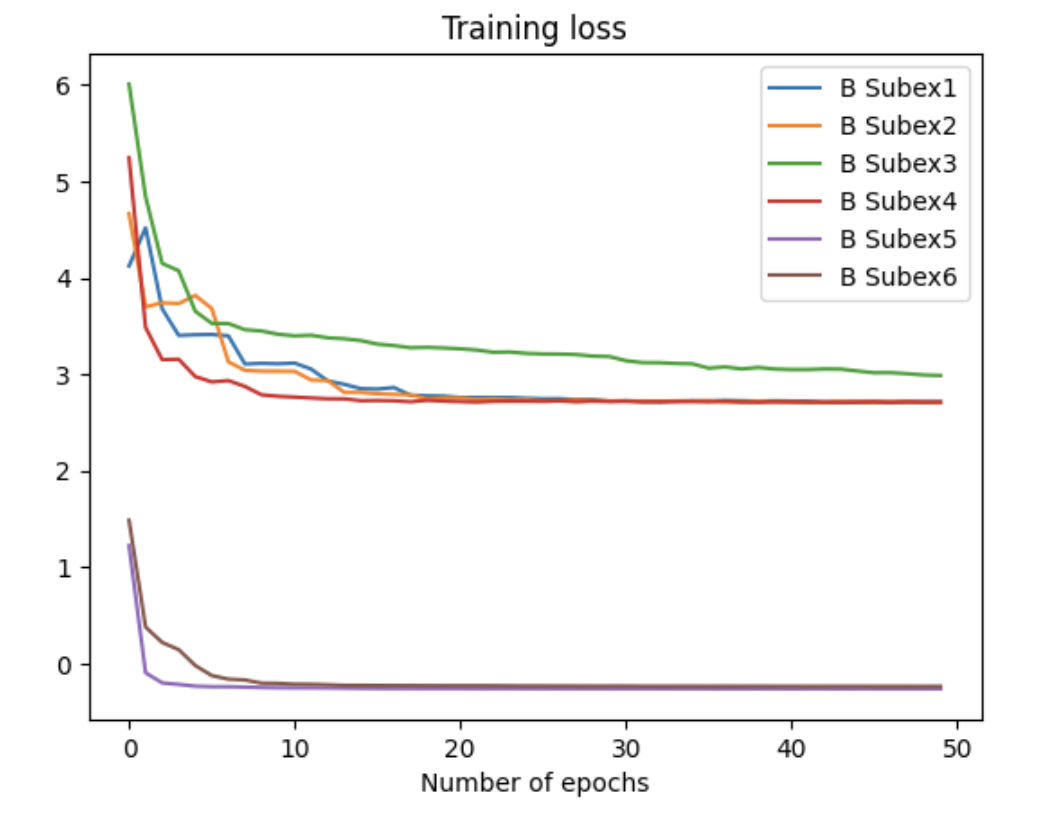 Training loss
6
5
4
3
2
1
0
B Subex1
B Subex2
B Subex3
B Subex4
B Subex5
B Subex6
0 10 20 30 40 50
Number of epochs